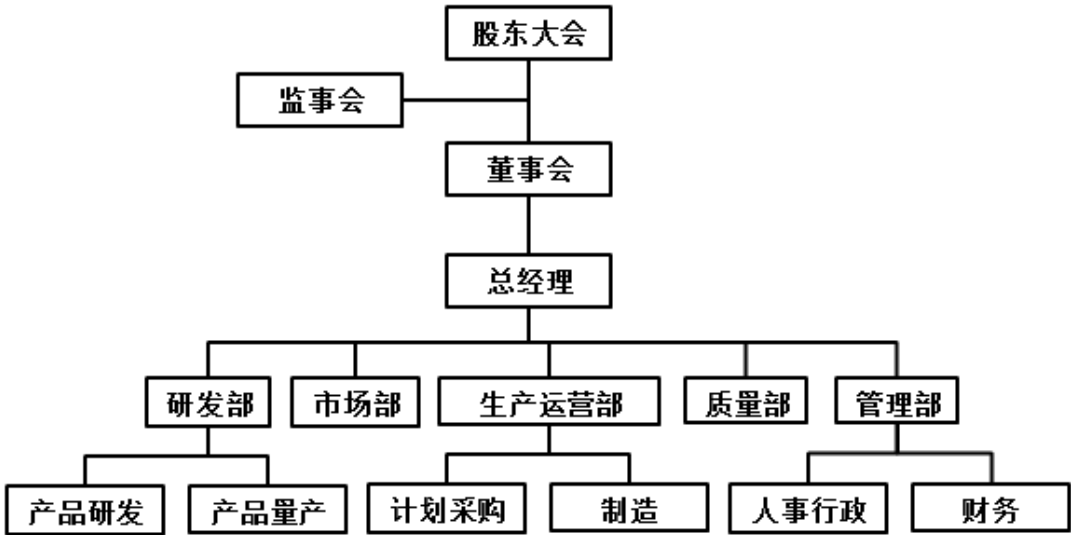 股东大会
监事会
董事会
总经理
研发部
市场部
生产运营部
质量部
管理部
产品研发
产品量产
计划采购
制造
人事行政
财务